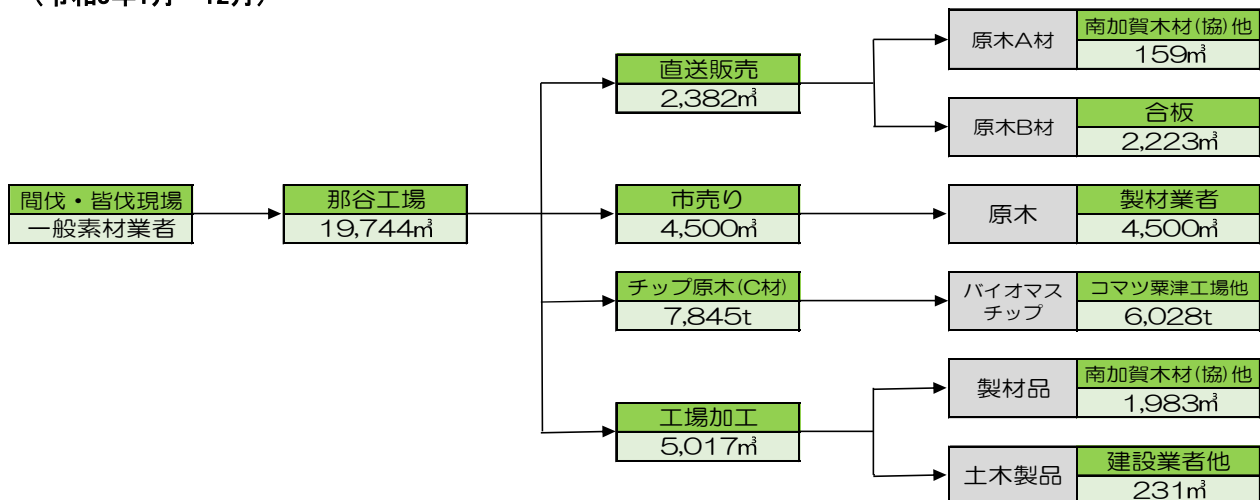 間伐・皆伐現場
一般素材業者
那谷工場
19,744㎥
直送販売
2,382㎥
原木A材
南加賀木材(協)他
159㎥
原木B材
合板
2,223㎥
市売り
4,500㎥
原木
製材業者
4,500㎥
チップ原木(C材)
7,845t
バイオマス
チップ
コマツ粟津工場他
6,028t
工場加工
5,017㎥
製材品
南加賀木材(協)他
1,983㎥
土木製品
建設業者他
231㎥